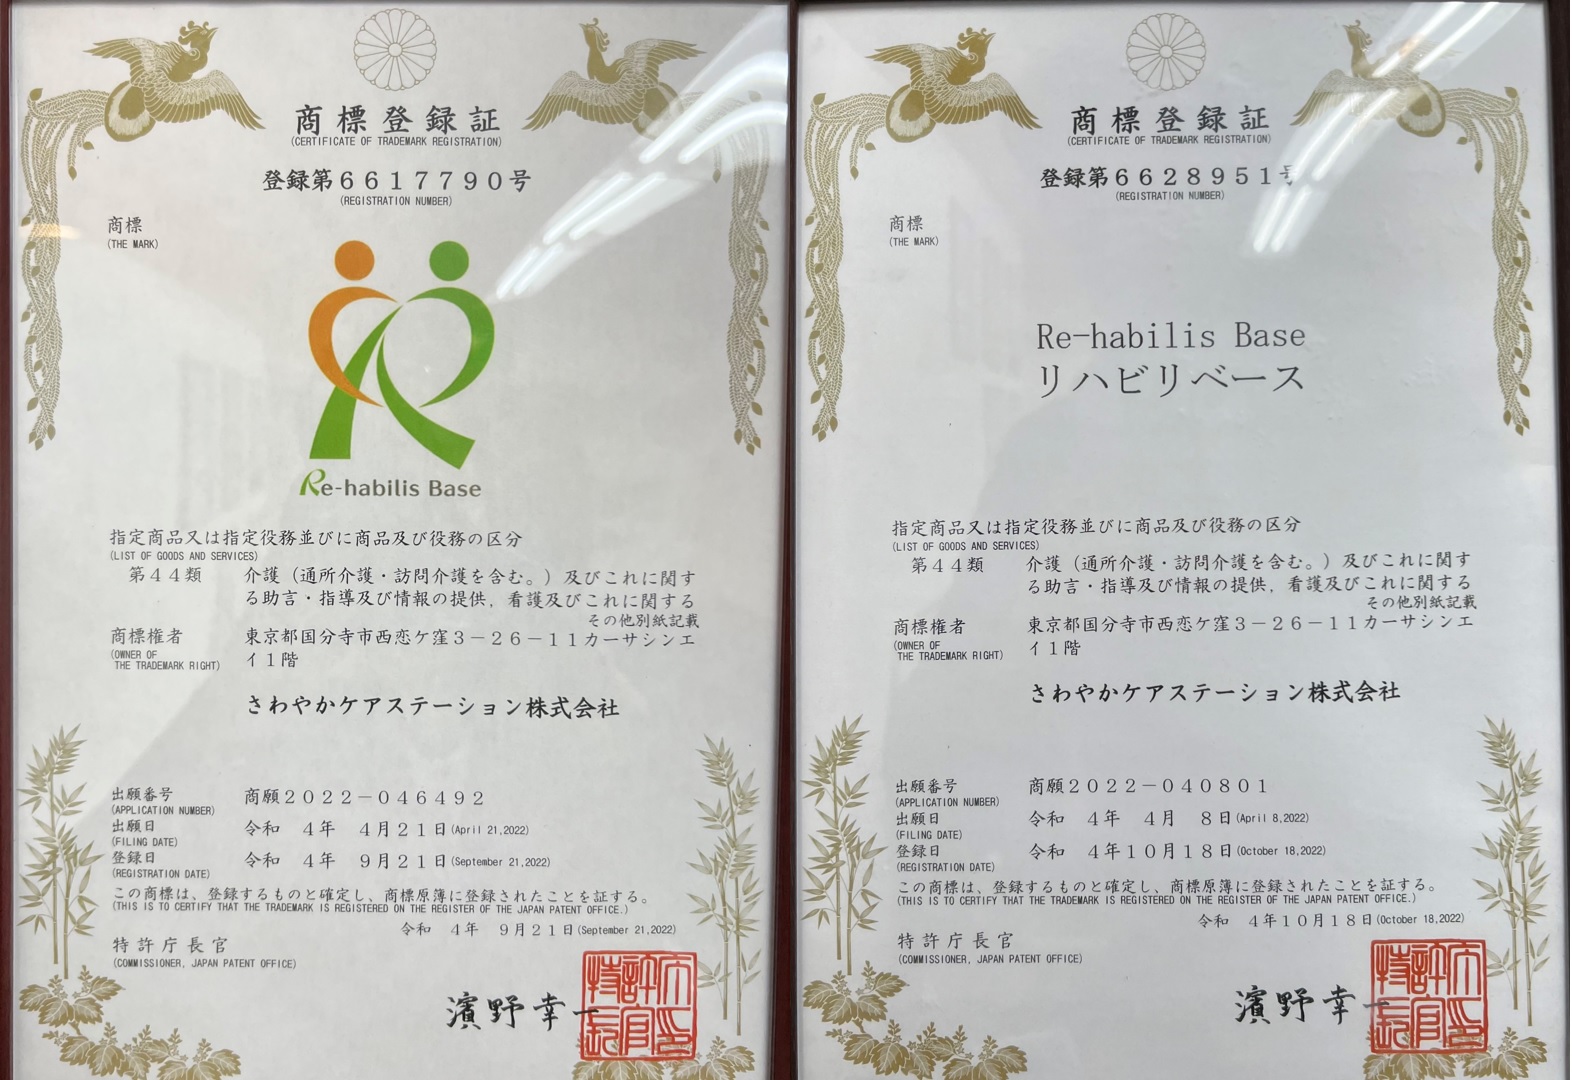 商標登録証
(CERTIFICATE OF TRADEMARK REGISTRATION)
登録第6617790号
(REGISTRATION NUMBER)
商標
(THE MARK)
Re-habilis Base
指定商品又は指定役務並びに商品及び役務の区分
(LIST OF GOODS AND SERVICES)
第44類 介護（通所介護・訪問介護を含む。）及びこれに関す
る助言・指導及び情報の提供，看護及びこれに関する
その他別紙記載
商標権者 東京都国分寺市西恋ケ窪3－26－11カーサシンエ
(OWNER OF
THE TRADEMARK RIGHT)
イ1階
さわやかケアステーション株式会社
出願番号 商願2022－046492
(APPLICATION NUMBER)
出願日 令和 4年 4月21日(April 21,2022)
(FILING DATE)
登録日 令和 4年 9月21日(September 21,2022)
(REGISTRATION DATE)
この商標は、登録するものと確定し、商標原簿に登録されたことを証する。
(THIS IS TO CERTIFY THAT THE TRADEMARK IS REGISTERED ON THE REGISTER OF THE JAPAN PATENT OFFICE.)
令和 4年 9月21日(September 21,2022)
特許庁長官
(COMMISSIONER, JAPAN PATENT OFFICE)
濱野幸一
特許庁長官之印
商標登録証
(CERTIFICATE OF TRADEMARK REGISTRATION)
登録第6628951号
(REGISTRATION NUMBER)
商標
(THE MARK)
Re-habilis Base
リハビリベース
指定商品又は指定役務並びに商品及び役務の区分
(LIST OF GOODS AND SERVICES)
第44類 介護（通所介護・訪問介護を含む。）及びこれに関す
る助言・指導及び情報の提供，看護及びこれに関する
その他別紙記載
商標権者 東京都国分寺市西恋ケ窪3－26－11カーサシンエ
(OWNER OF
THE TRADEMARK RIGHT)
イ1階
さわやかケアステーション株式会社
出願番号 商願2022－040801
(APPLICATION NUMBER)
出願日 令和 4年 4月 8日(April 8,2022)
(FILING DATE)
登録日 令和 4年10月18日(October 18,2022)
(REGISTRATION DATE)
この商標は、登録するものと確定し、商標原簿に登録されたことを証する。
(THIS IS TO CERTIFY THAT THE TRADEMARK IS REGISTERED ON THE REGISTER OF THE JAPAN PATENT OFFICE.)
令和 4年10月18日(October 18,2022)
特許庁長官
(COMMISSIONER, JAPAN PATENT OFFICE)
濱野幸一
特許庁長官之印